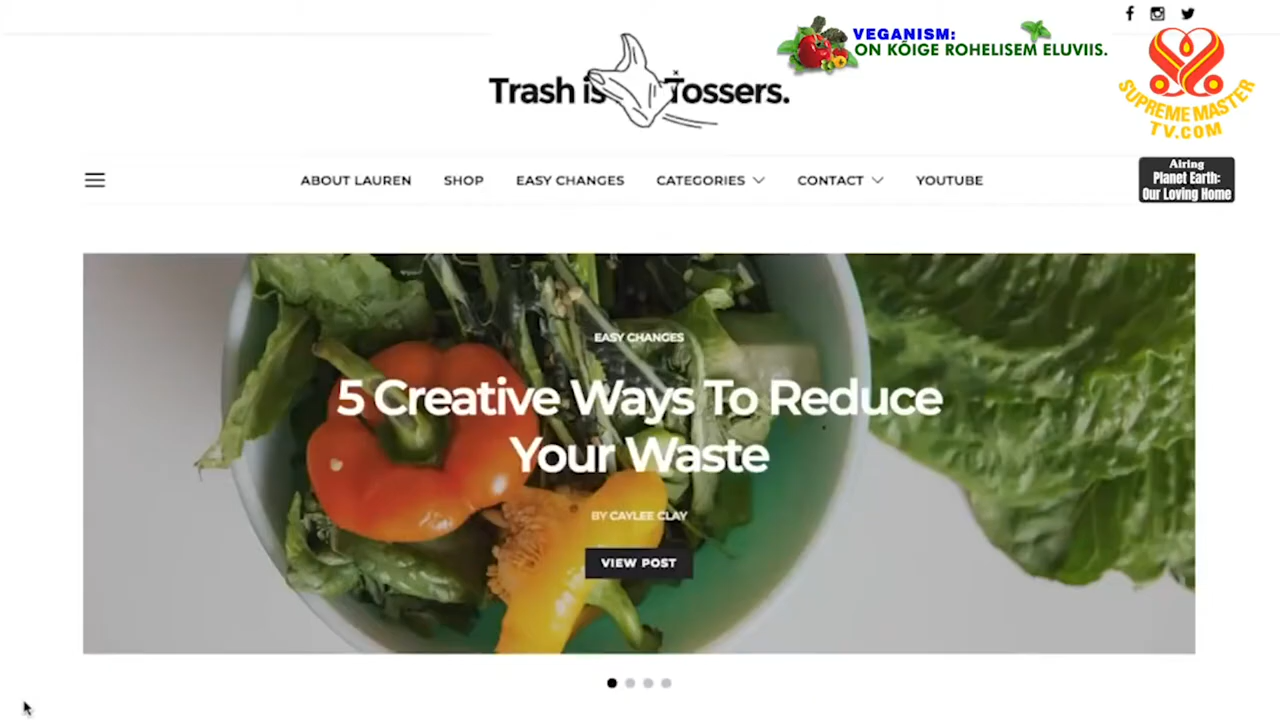 VEGANISM:
ON KÕIGE ROHELISEM ELUVIIS.
SUPREME MASTER
TV.COM
Trash is Tossers.
Airing
Planet Earth:
Our Loving Home
ABOUT LAUREN SHOP EASY CHANGES CATEGORIES CONTACT YOUTUBE
EASY CHANGES
5 Creative Ways To Reduce
Your Waste
BY CAYLEE CLAY
VIEW POST